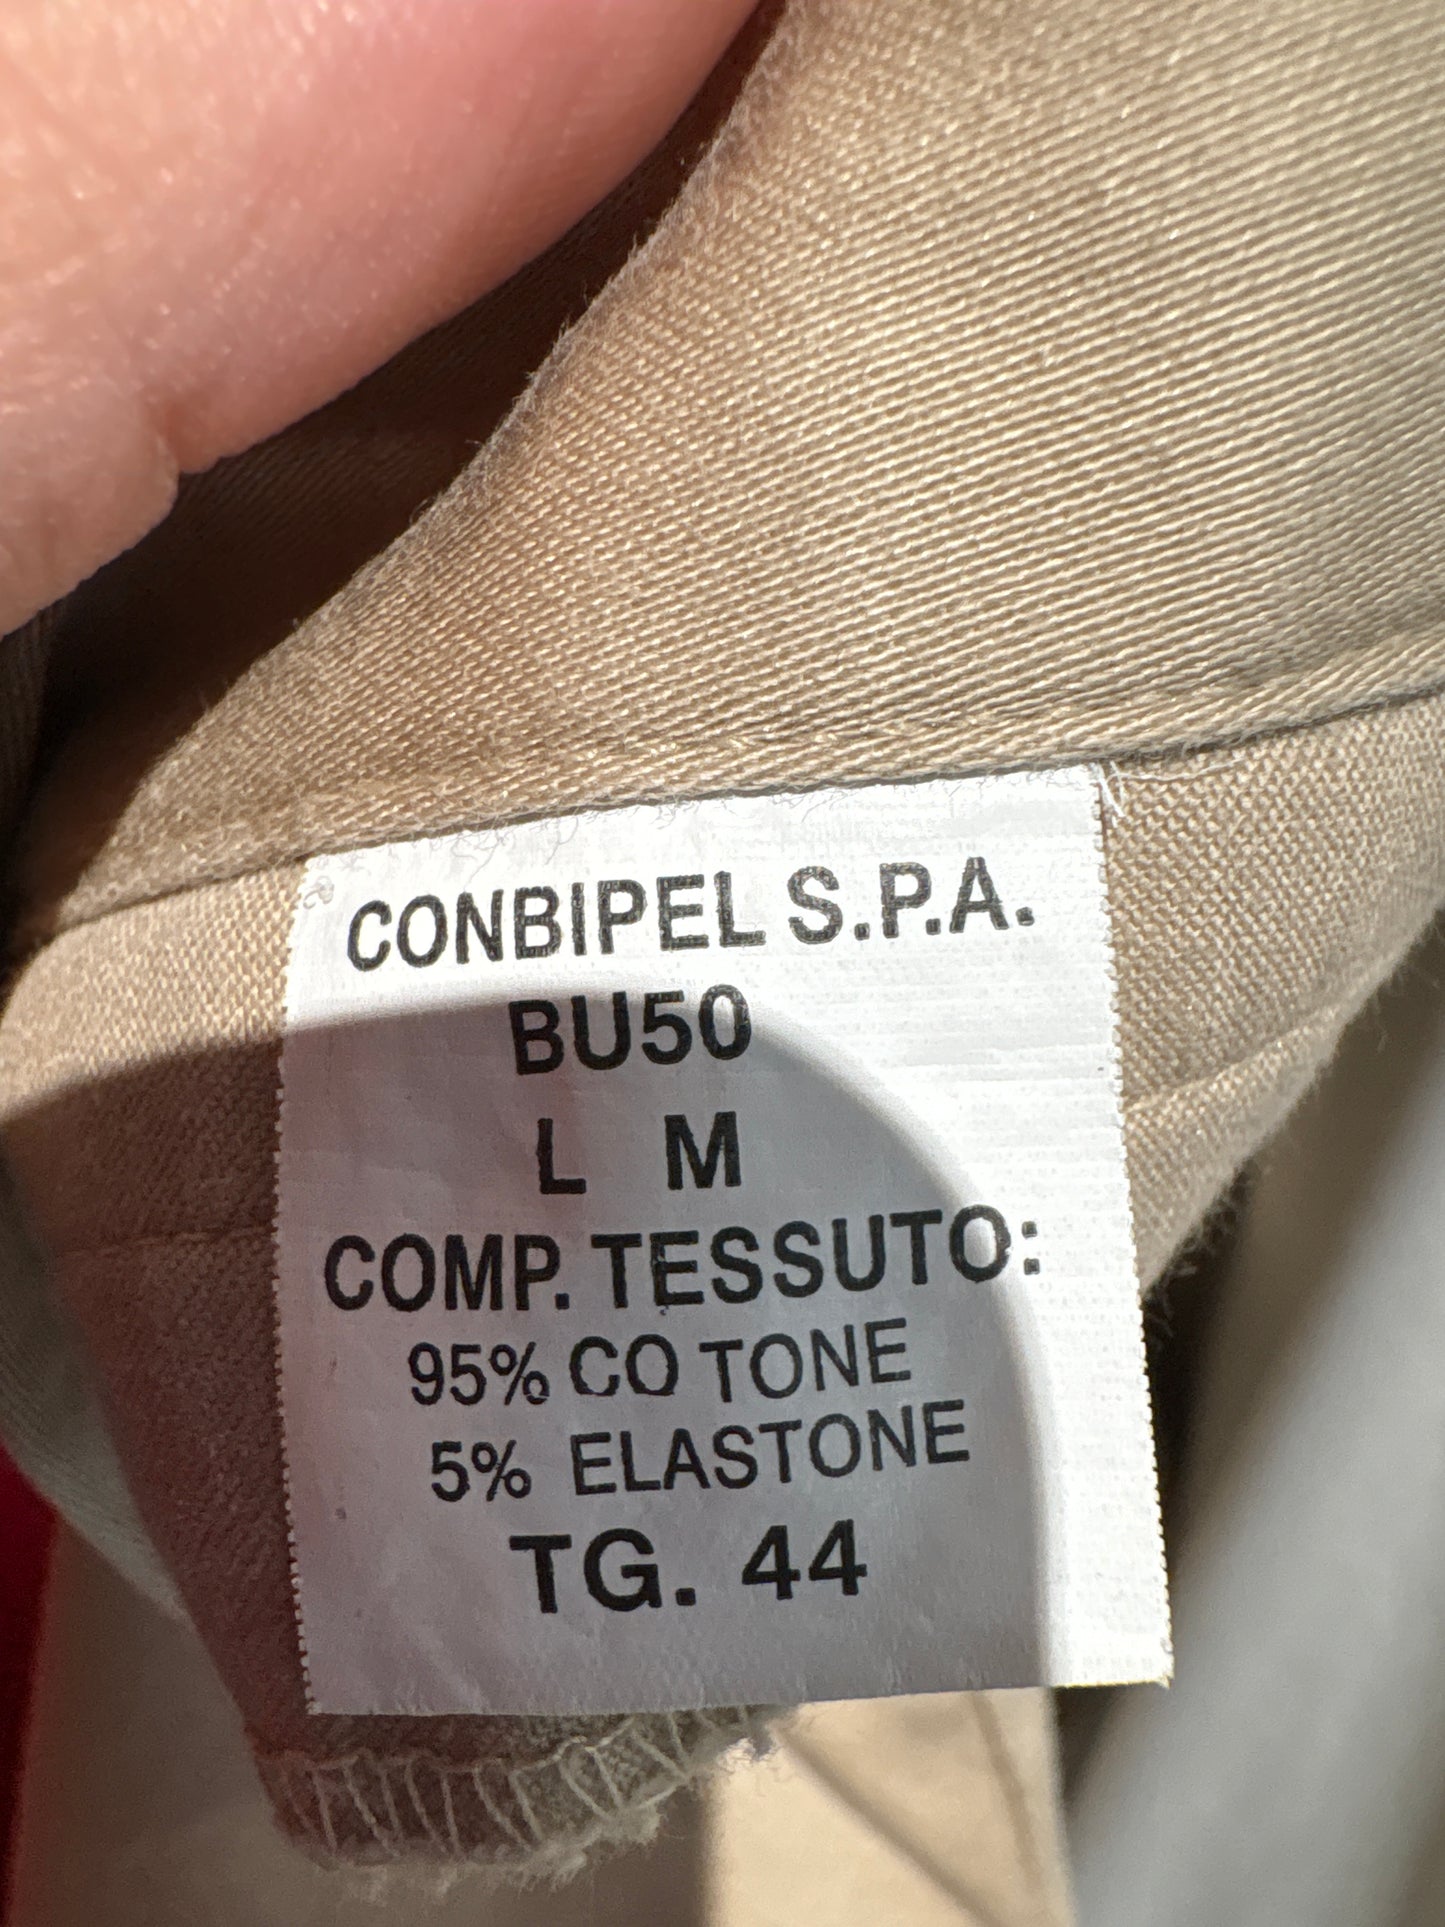 CONBIPEL S.P.A.
BU50
L M
COMP. TESSUTO:
95% CO TONE
5% ELASTONE
TG. 44